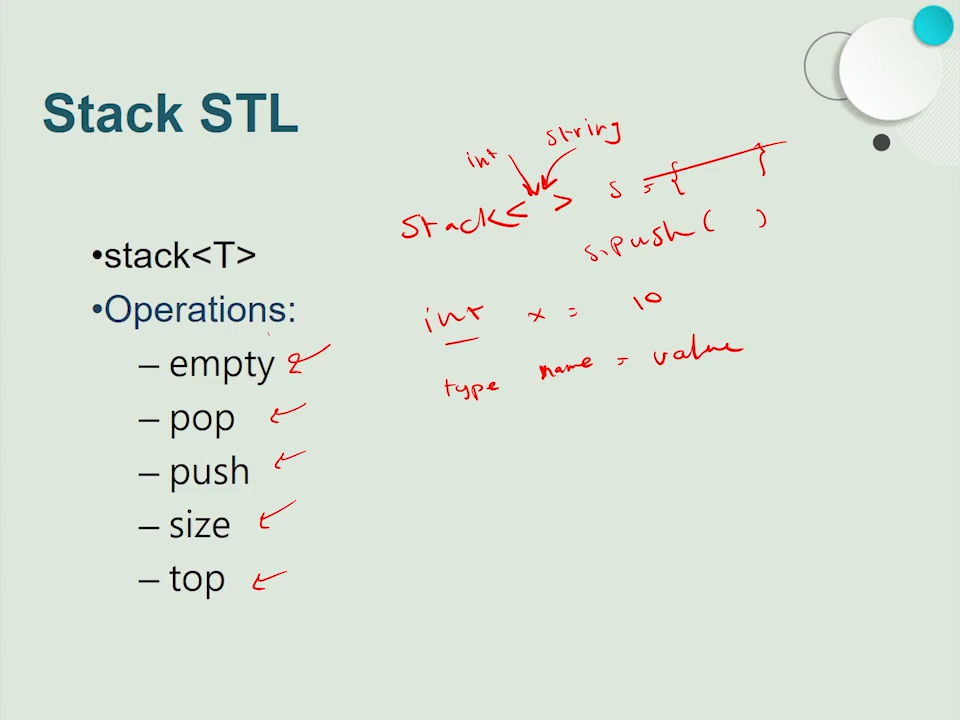 Stack STL
•stack<T>
•Operations:
– empty
– pop
– push
– size
– top
int string
Stack< > s = { }
s.push( )
int x = 10
type name = value